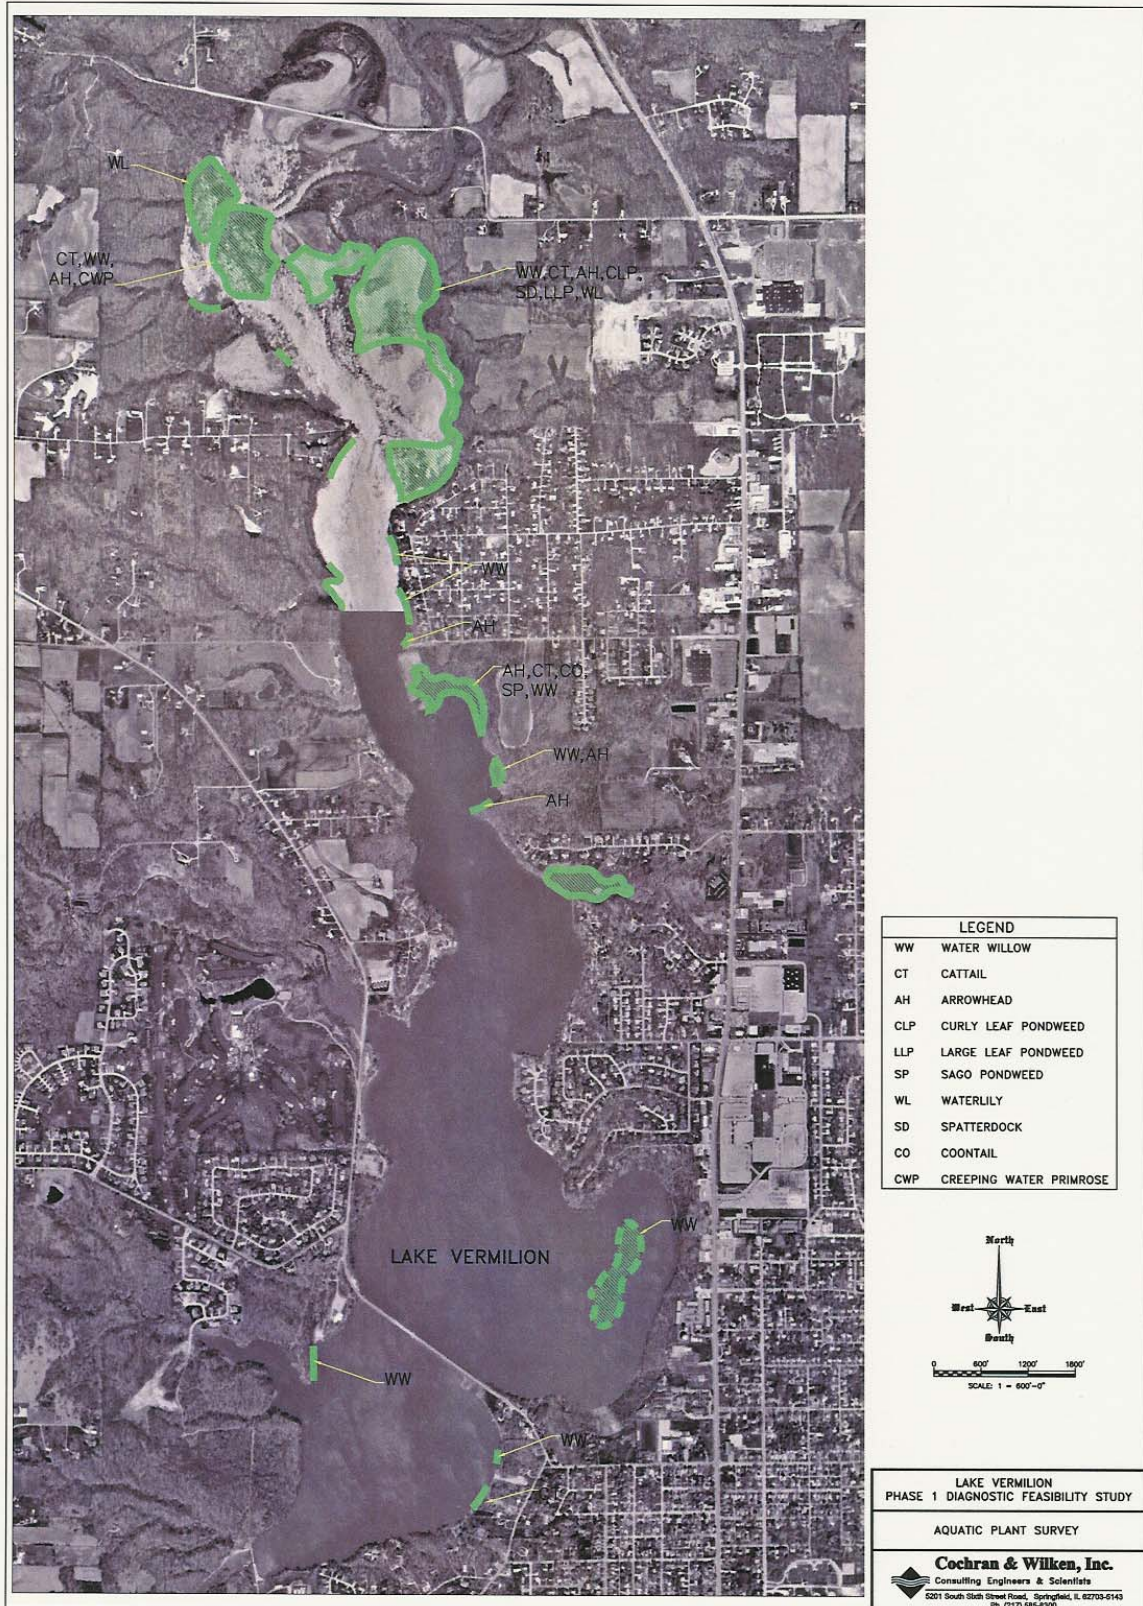 WL
CT,WW,
AH,CWP
WW,CT,AH,CLP,
SD,LLP,WL
WW
AH
AH,CT,CO,
SP,WW
WW,AH
AH
WW
LAKE VERMILION
WW
WW
LEGEND
WW WATER WILLOW
CT CATTAIL
AH ARROWHEAD
CLP CURLY LEAF PONDWEED
LLP LARGE LEAF PONDWEED
SP SAGO PONDWEED
WL WATERLILY
SD SPATTERDOCK
CO COONTAIL
CWP CREEPING WATER PRIMROSE
North
West East
South
0 600' 1200' 1800'
SCALE: 1 = 600'-0"
LAKE VERMILION
PHASE 1 DIAGNOSTIC FEASIBILITY STUDY
AQUATIC PLANT SURVEY
Cochran & Wilken, Inc.
Consulting Engineers & Scientists
5201 South Sixth Street Road, Springfield, IL 62703-5143
Ph. (217) 585-8300